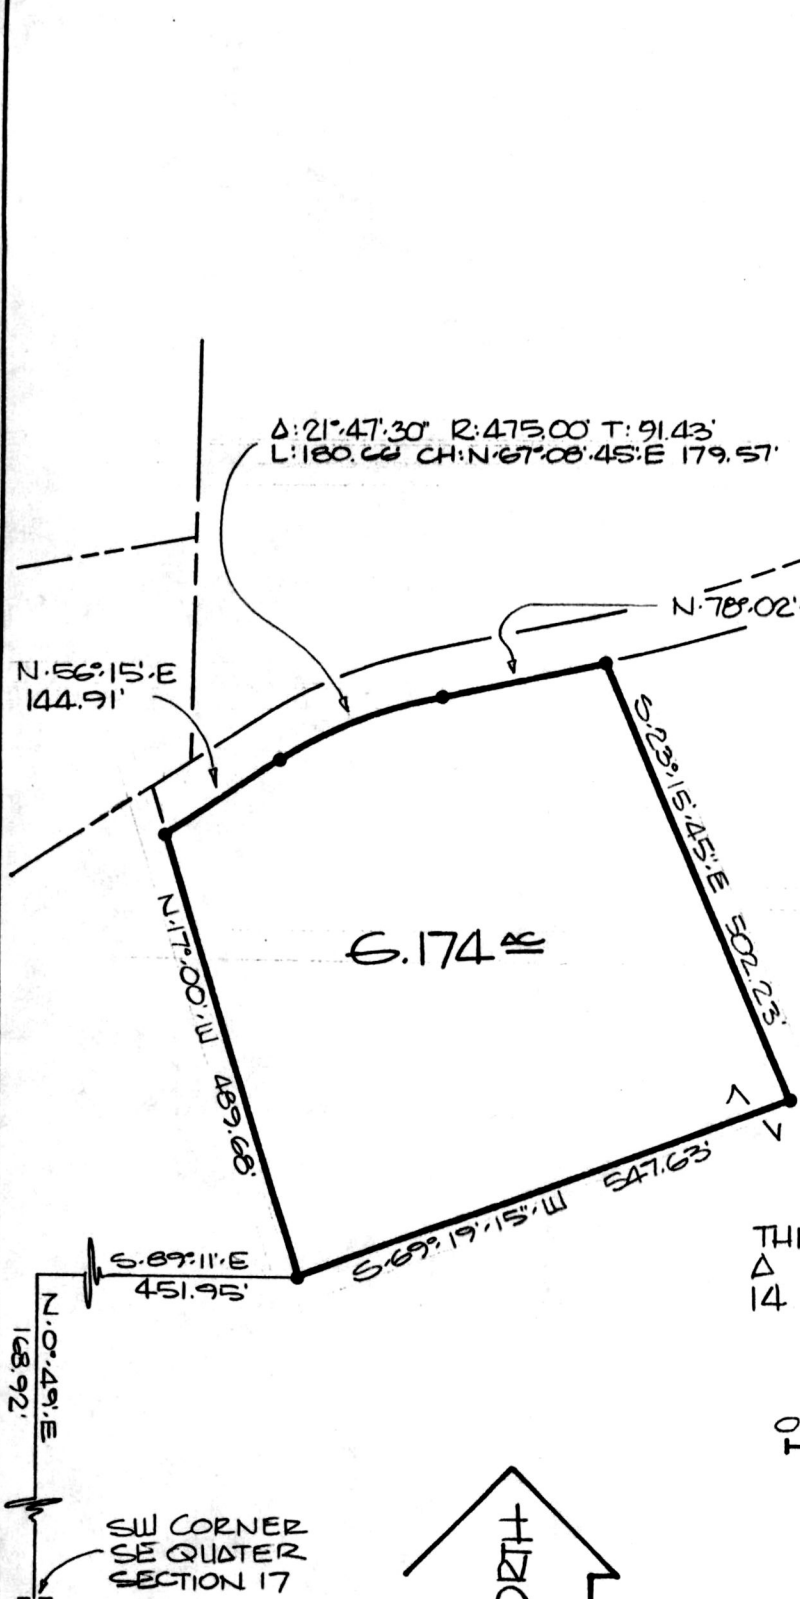 Δ:21°.47'.30" R:475.00' T:91.43'
L:180.66' CH:N.67°.08'.45".E 179.57'
N.78°.02'
N.56°.15'.E
144.91'
S.23°.15'.45".E 502.23'
N.17°.00'.W 489.68'
6.174 AC
S.69°.19'.15".W 547.63'
S.89°.11'.E
451.95'
N.0°.49'.E
168.92'
Δ
14
TO
SW CORNER
SE QUATER
SECTION 17